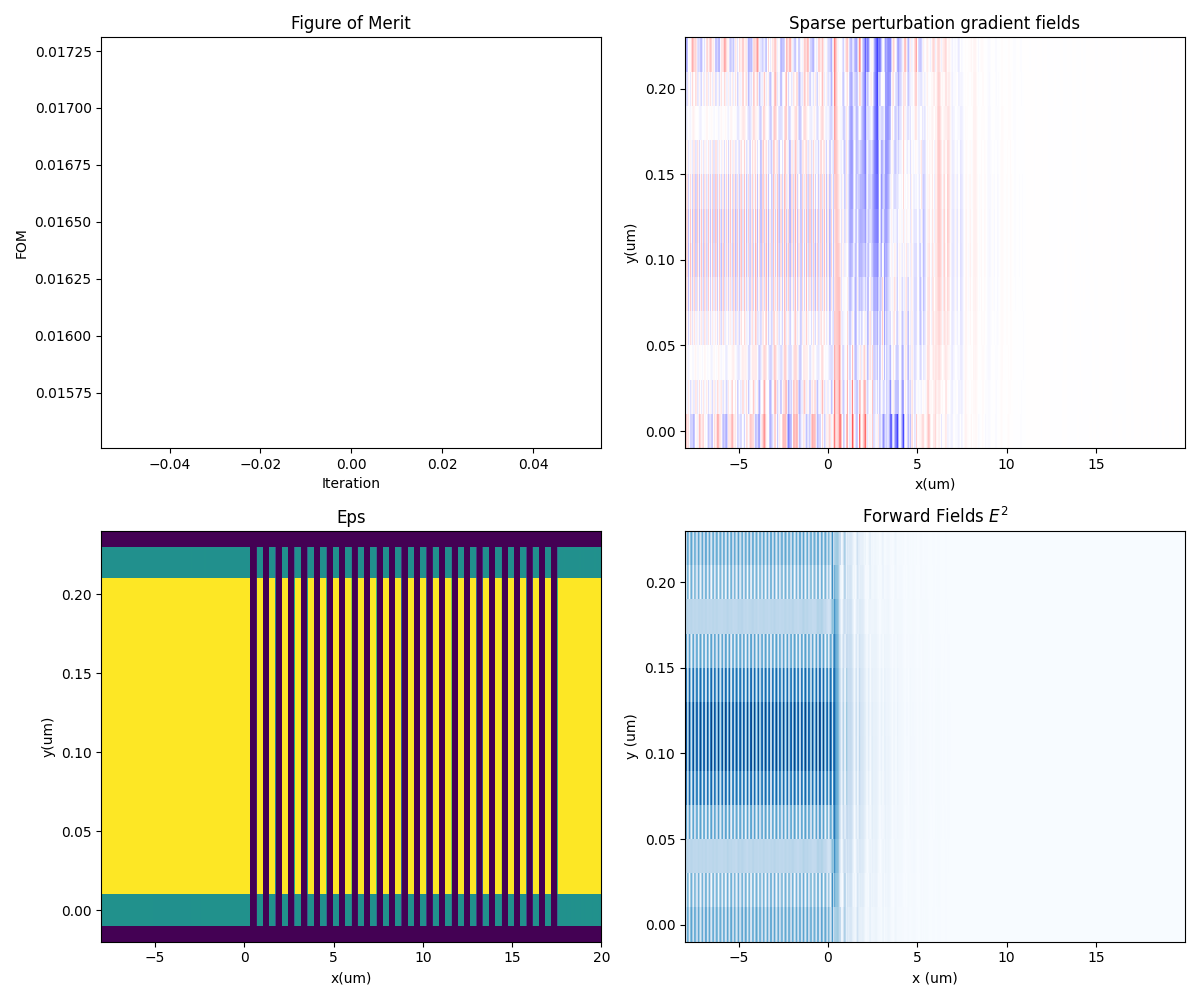 Figure of Merit
0.01725
0.01700
0.01675
0.01650
0.01625
0.01600
0.01575
FOM
−0.04 −0.02 0.00 0.02 0.04
Iteration
Sparse perturbation gradient fields
0.20
0.15
0.10
0.05
0.00
y(um)
−5 0 5 10 15
x(um)
Eps
0.20
0.15
0.10
0.05
0.00
y(um)
−5 0 5 10 15 20
x(um)
Forward Fields E²
0.20
0.15
0.10
0.05
0.00
y (um)
−5 0 5 10 15
x (um)